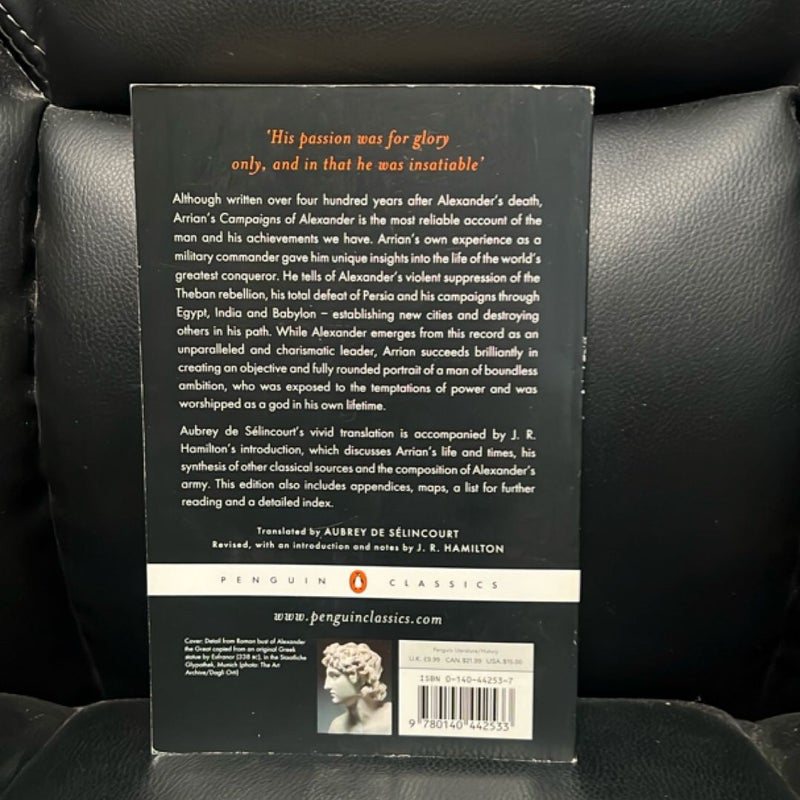 'His passion was for glory
only, and in that he was insatiable'
Although written over four hundred years after Alexander's death,
Arrian's Campaigns of Alexander is the most reliable account of the
man and his achievements we have. Arrian's own experience as a
military commander gave him unique insights into the life of the world's
greatest conqueror. He tells of Alexander's violent suppression of the
Theban rebellion, his total defeat of Persia and his campaigns through
Egypt, India and Babylon – establishing new cities and destroying
others in his path. While Alexander emerges from this record as an
unparalleled and charismatic leader, Arrian succeeds brilliantly in
creating an objective and fully rounded portrait of a man of boundless
ambition, who was exposed to the temptations of power and was
worshipped as a god in his own lifetime.
Aubrey de Sélincourt's vivid translation is accompanied by J. R.
Hamilton's introduction, which discusses Arrian's life and times, his
synthesis of other classical sources and the composition of Alexander's
army. This edition also includes appendices, maps, a list for further
reading and a detailed index.
Translated by AUBREY DE SÉLINCOURT
Revised, with an introduction and notes by J. R. HAMILTON
PENGUIN CLASSICS
www.penguinclassics.com
Cover: Detail from Roman bust of Alexander
the Great copied from an original Greek
statue by Eufranor (338 BC), in the Staatliche
Glypothek, Munich (photo: The Art
Archive/Dagli Orti)
Penguin Literature/History
U.K. £9.99 CAN. $21.99 USA. $15.00
ISBN 0-140-44253-7
9 780140 442533